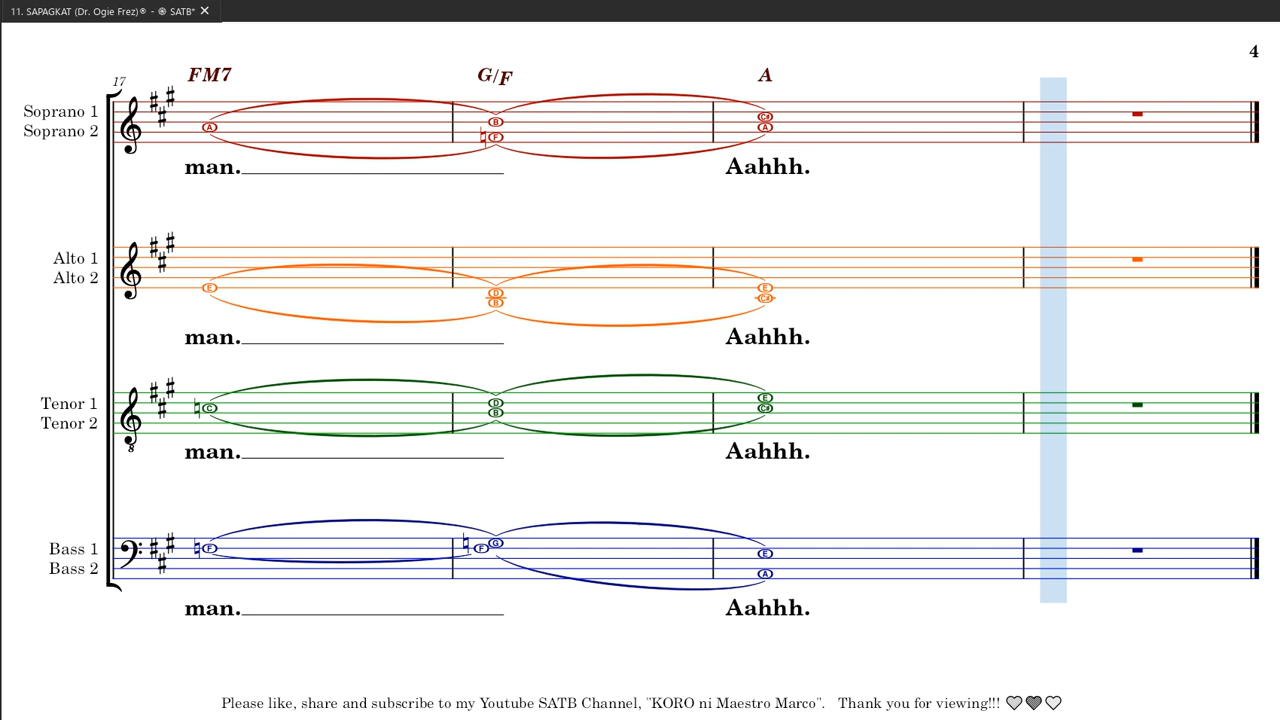 11. SAPAGKAT (Dr. Ogie Frez)® - ֎ SATB* ✕
4
17 FM7 G/F A
Soprano 1
Soprano 2
A B F C# A
man. Aahhh.
Alto 1
Alto 2
E D B E C#
man. Aahhh.
Tenor 1
Tenor 2
C D B E C#
8
man. Aahhh.
Bass 1
Bass 2
F F G E A
man. Aahhh.
Please like, share and subscribe to my Youtube SATB Channel, "KORO ni Maestro Marco". Thank you for viewing!!! 🤍🖤🤍